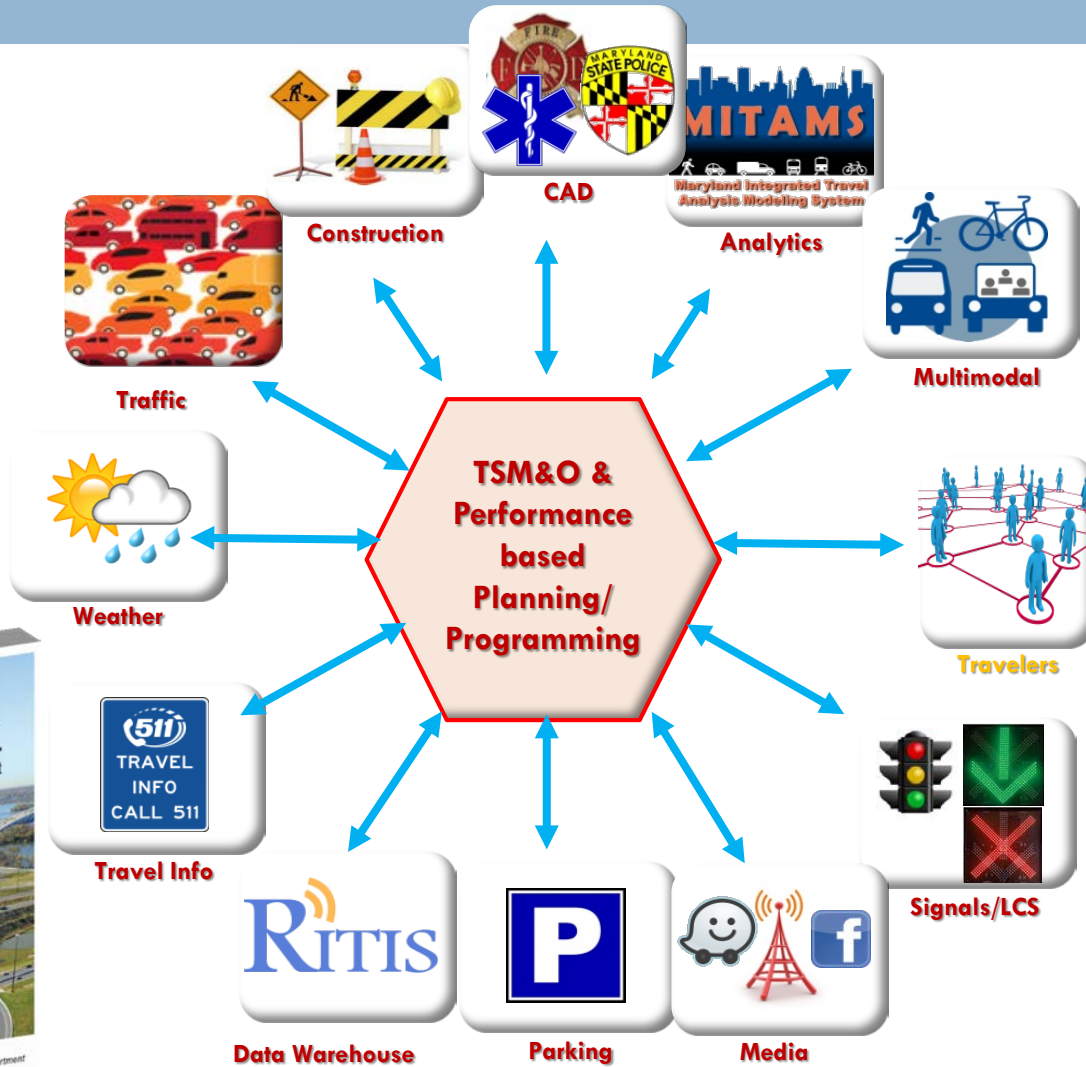 FIRE
F D
MARYLAND
STATE POLICE
CAD
Construction
MITAMS
Maryland Integrated Travel
Analysis Modeling System
Analytics
Traffic
Multimodal
TSM&O &
Performance
based
Planning/
Programming
Weather
Travelers
511
TRAVEL
INFO
CALL 511
Travel Info
Signals/LCS
RITIS
Data Warehouse
P
Parking
f
Media